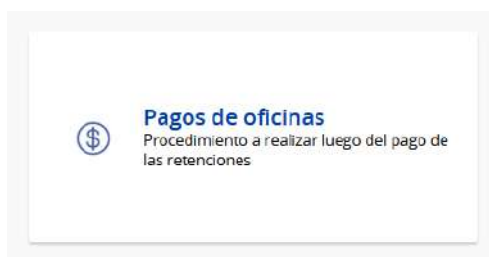 Pagos de oficinas
Procedimiento a realizar luego del pago de
las retenciones